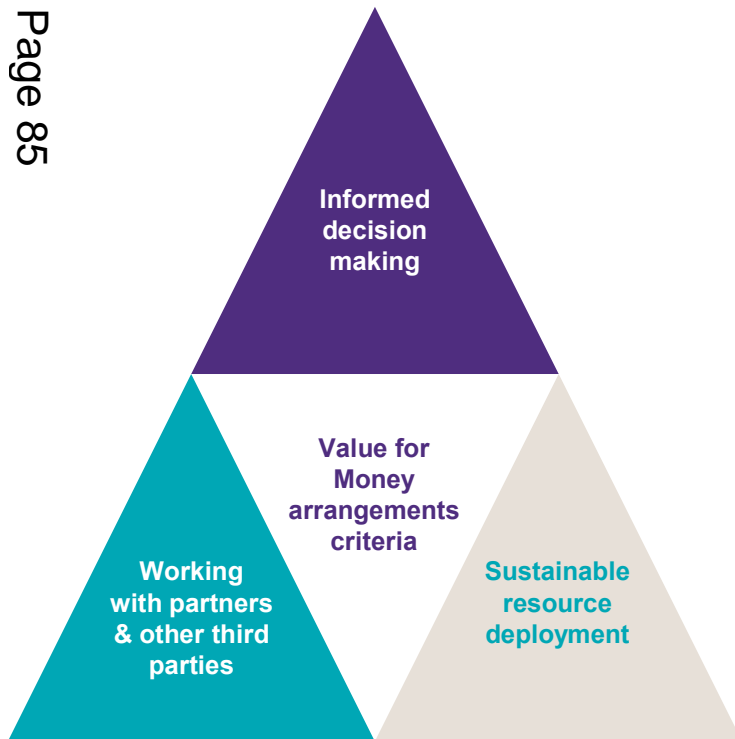 Page 85
Informed
decision
making
Value for
Money
arrangements
criteria
Working
with partners
& other third
parties
Sustainable
resource
deployment